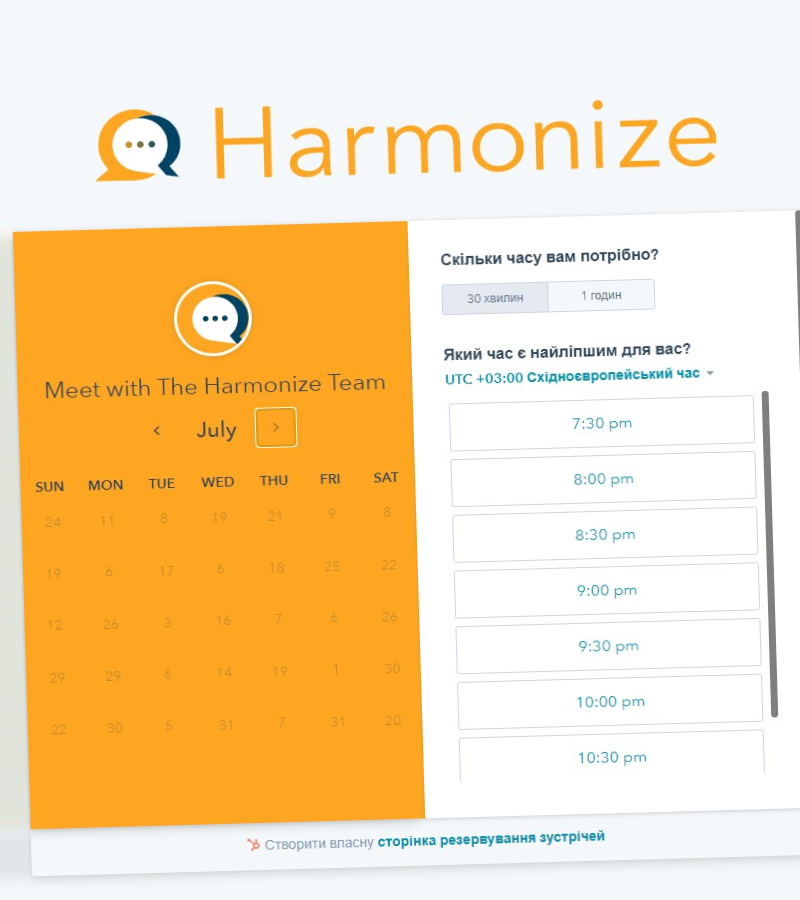 Harmonize
Meet with The Harmonize Team
July
SUN MON TUE WED THU FRI SAT
24 11 8 19 21 9 8
19 6 17 6 18 25 22
12 26 3 16 7 6 26
29 29 6 14 19 1 30
22 30 5 31 7 31 20
Скільки часу вам потрібно?
30 хвилин 1 годин
Який час є найліпшим для вас?
UTC +03:00 Східноєвропейський час
7:30 pm
8:00 pm
8:30 pm
9:00 pm
9:30 pm
10:00 pm
10:30 pm
Створити власну сторінка резервування зустрічей